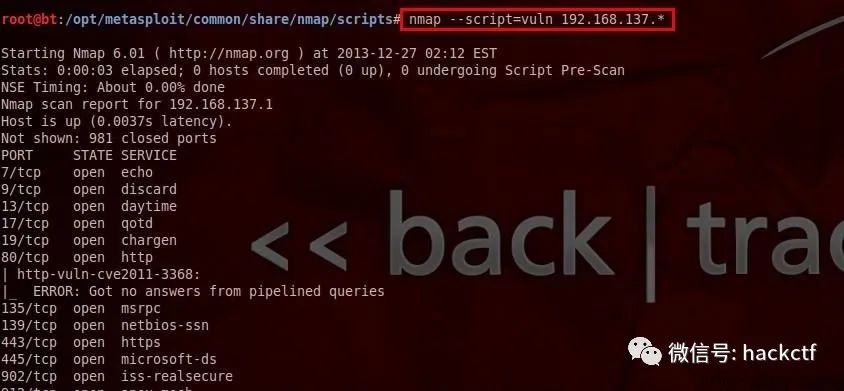 root@bt:/opt/metasploit/common/share/nmap/scripts# nmap --script=vuln 192.168.137.*
Starting Nmap 6.01 ( http://nmap.org ) at 2013-12-27 02:12 EST
Stats: 0:00:03 elapsed; 0 hosts completed (0 up), 0 undergoing Script Pre-Scan
NSE Timing: About 0.00% done
Nmap scan report for 192.168.137.1
Host is up (0.0037s latency).
Not shown: 981 closed ports
PORT STATE SERVICE
7/tcp open echo
9/tcp open discard
13/tcp open daytime
17/tcp open qotd
19/tcp open chargen
80/tcp open http
| http-vuln-cve2011-3368:
|_ ERROR: Got no answers from pipelined queries
135/tcp open msrpc
139/tcp open netbios-ssn
443/tcp open https
445/tcp open microsoft-ds
902/tcp open iss-realsecure
<< back | trac
微信号: hackctf